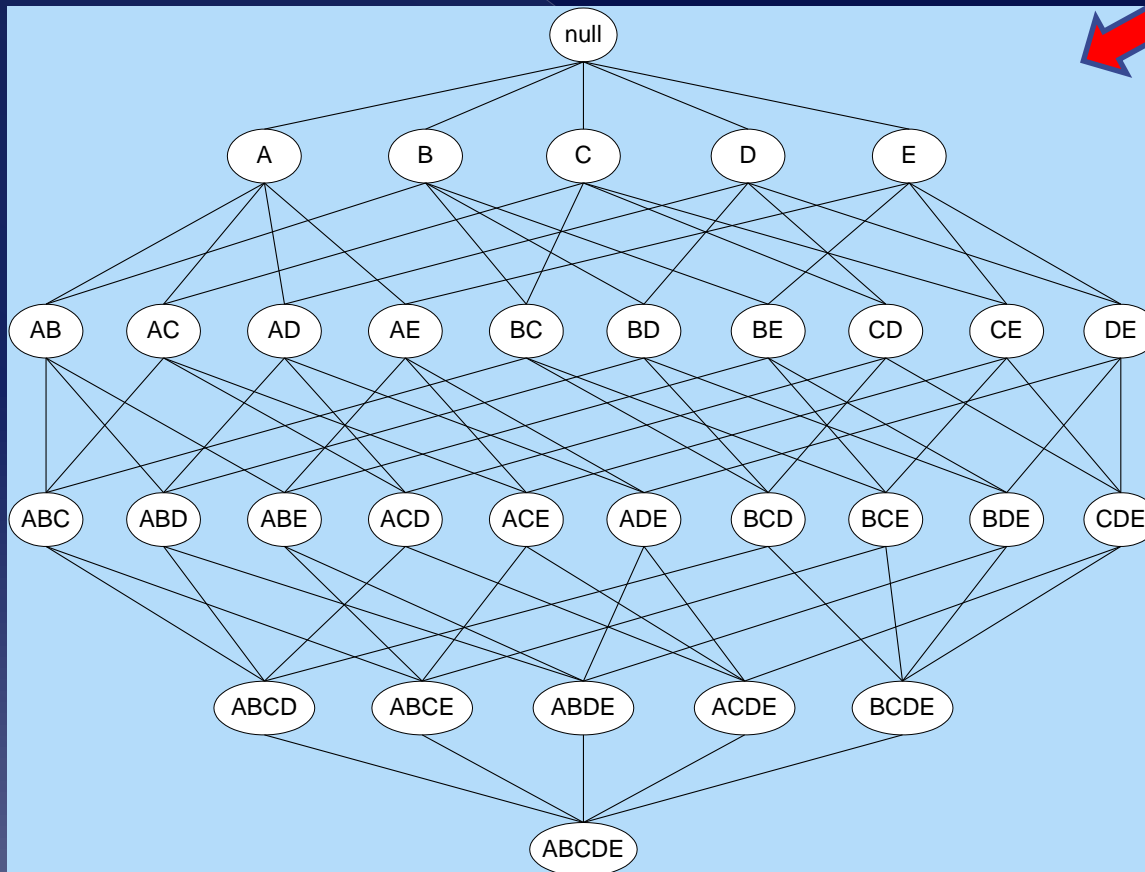 null
A B C D E
AB AC AD AE BC BD BE CD CE DE
ABC ABD ABE ACD ACE ADE BCD BCE BDE CDE
ABCD ABCE ABDE ACDE BCDE
ABCDE